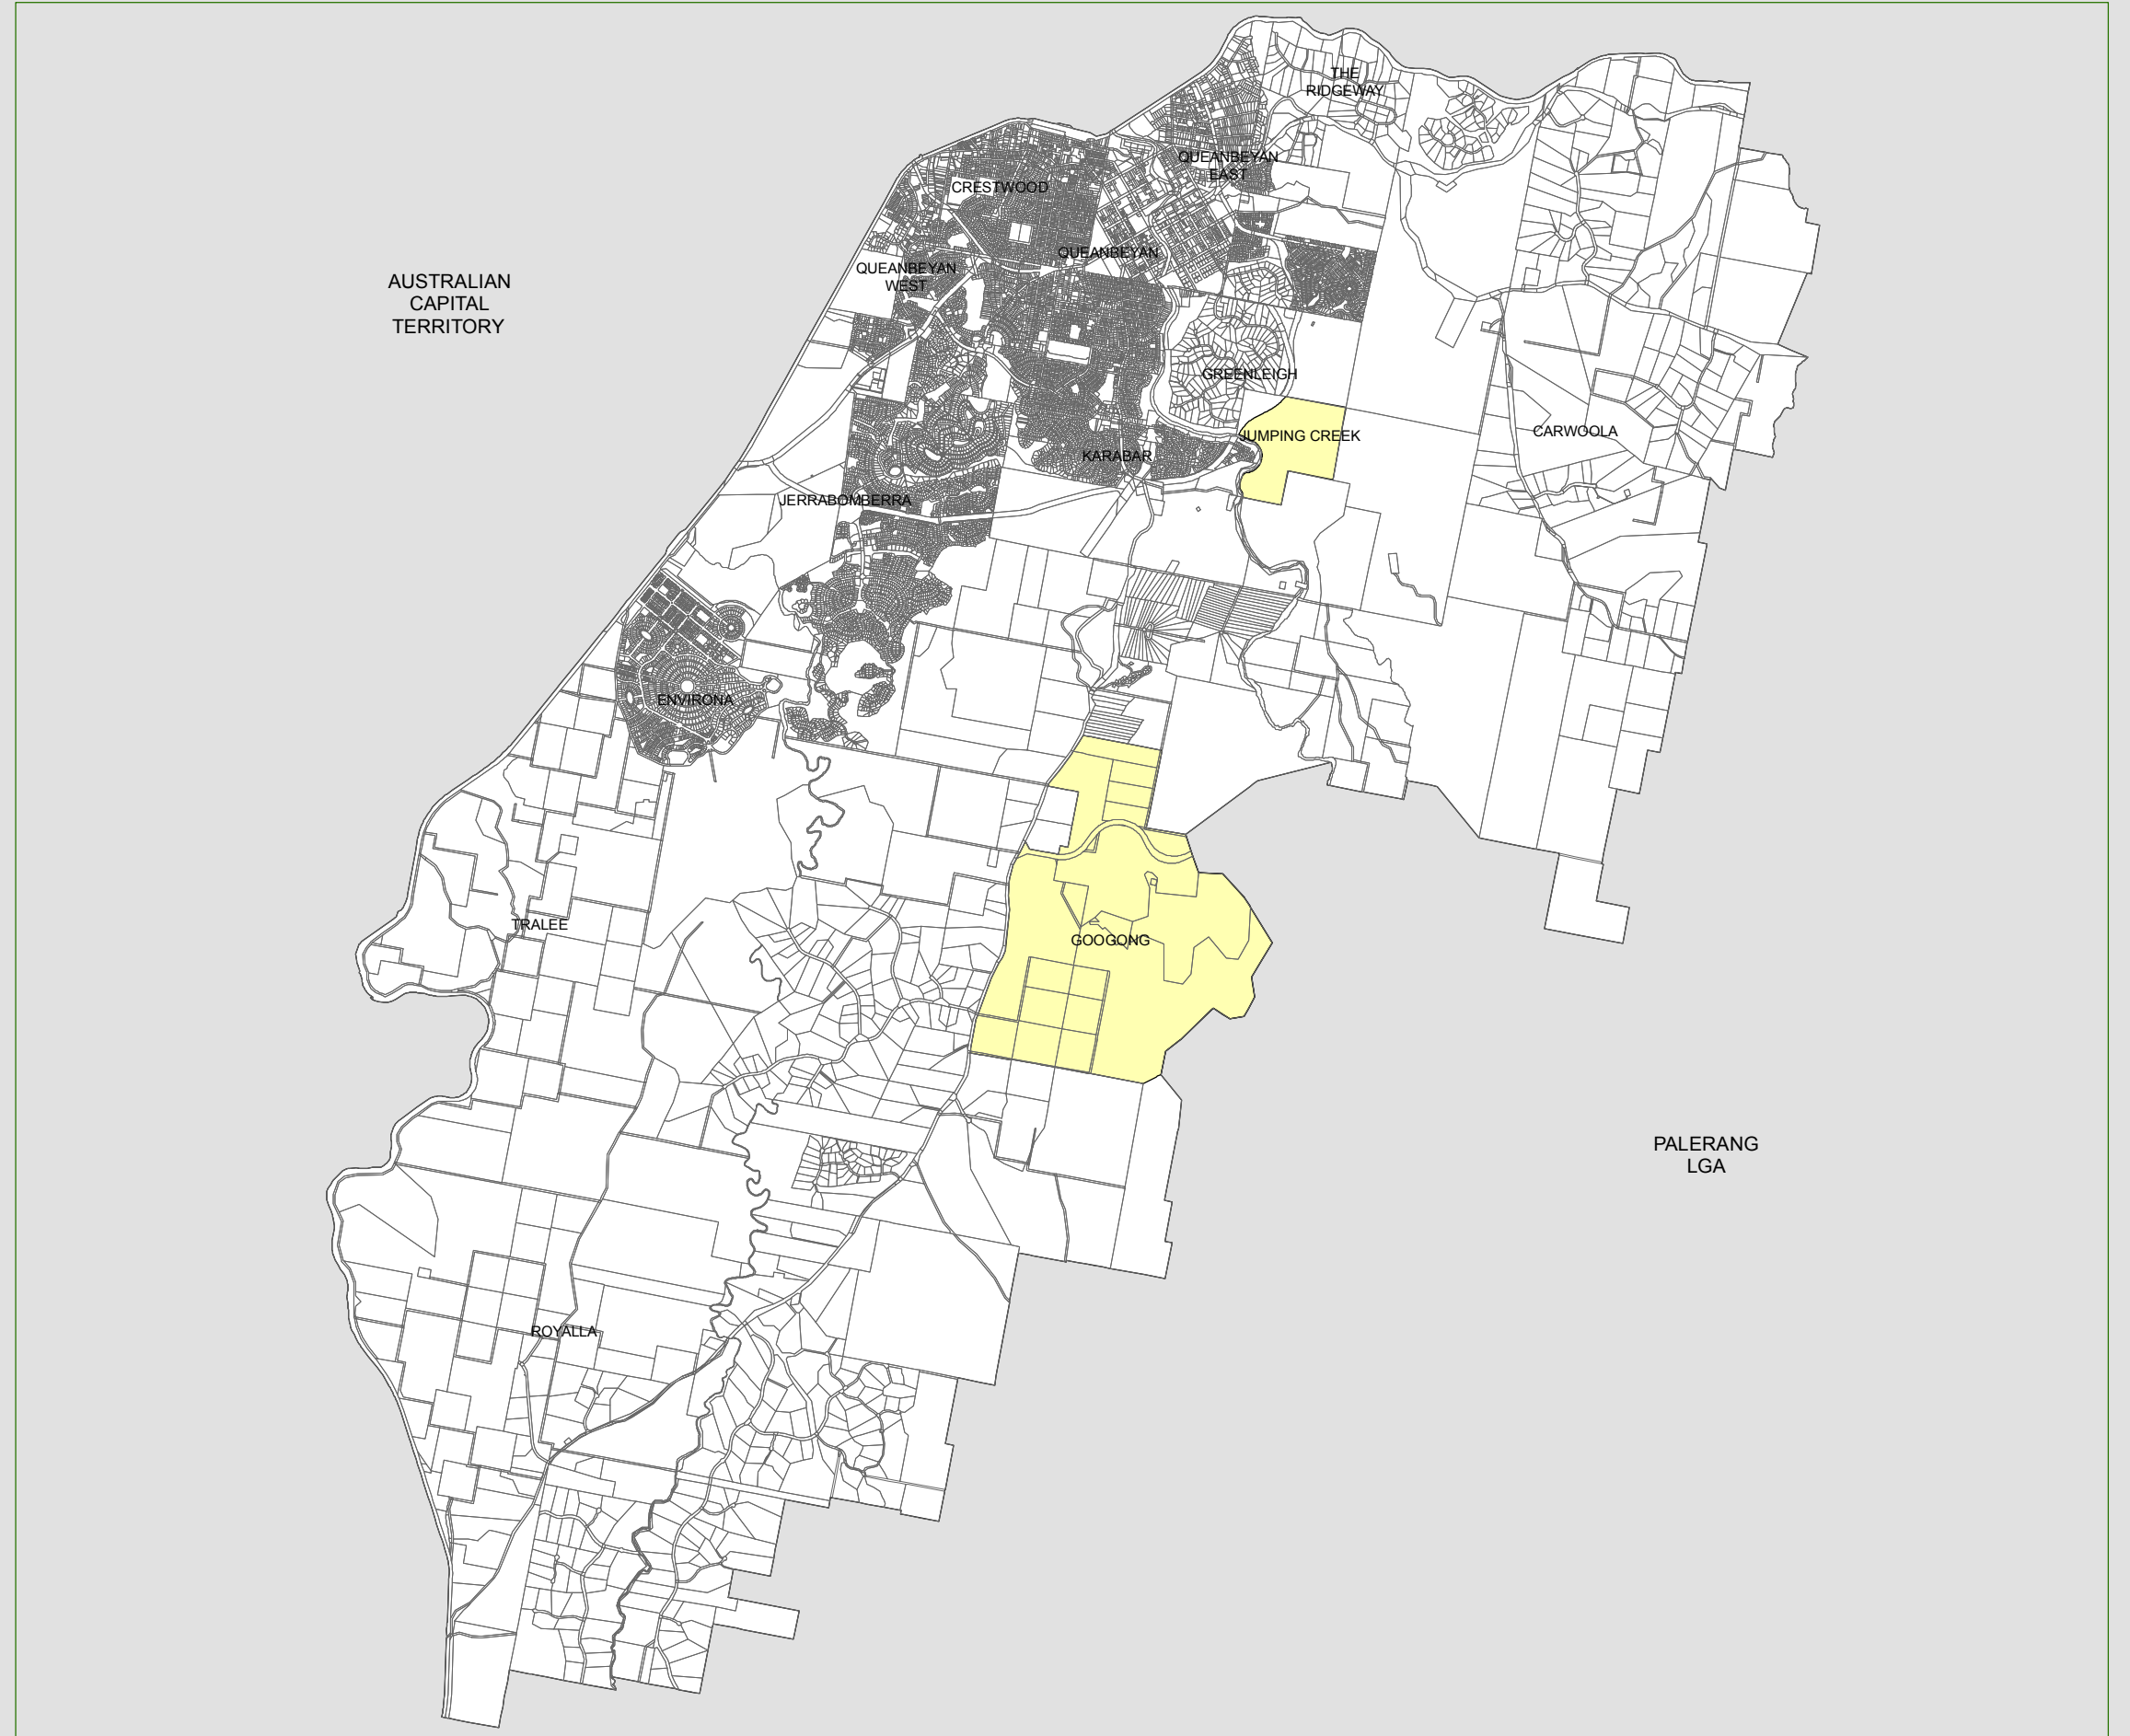 THE
RIDGEWAY
QUEANBEYAN
EAST
CRESTWOOD
QUEANBEYAN
QUEANBEYAN
WEST
AUSTRALIAN
CAPITAL
TERRITORY
GREENLEIGH
JUMPING CREEK
CARWOOLA
KARABAR
JERRABOMBERRA
ENVIRONA
TRALEE
GOOGONG
PALERANG
LGA
ROYALLA